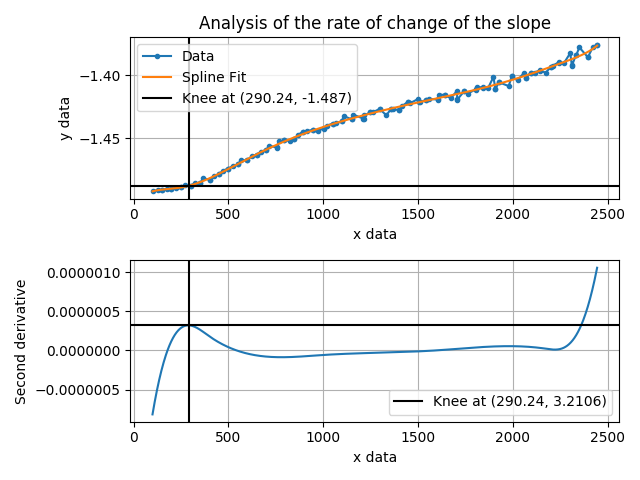 Analysis of the rate of change of the slope
Data
Spline Fit
Knee at (290.24, -1.487)
−1.40
−1.45
y data
0 500 1000 1500 2000 2500
x data
0.0000010
0.0000005
0.0000000
−0.0000005
Second derivative
Knee at (290.24, 3.2106)
0 500 1000 1500 2000 2500
x data